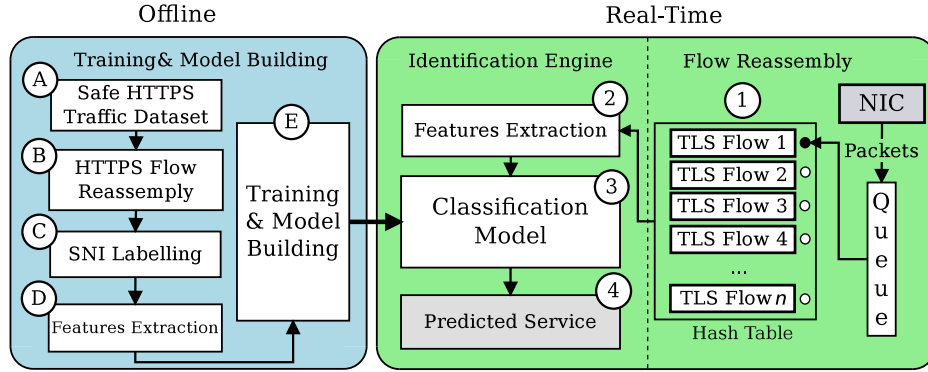 Offline
Real-Time
Training& Model Building
A
Safe HTTPS
Traffic Dataset
B
HTTPS Flow
Reassemply
C
SNI Labelling
D
Features Extraction
E
Training
& Model
Building
Identification Engine
2
Features Extraction
3
Classification
Model
4
Predicted Service
Flow Reassembly
1
TLS Flow 1
TLS Flow 2
TLS Flow 3
TLS Flow 4
...
TLS Flow n
Hash Table
NIC
Packets
Queue